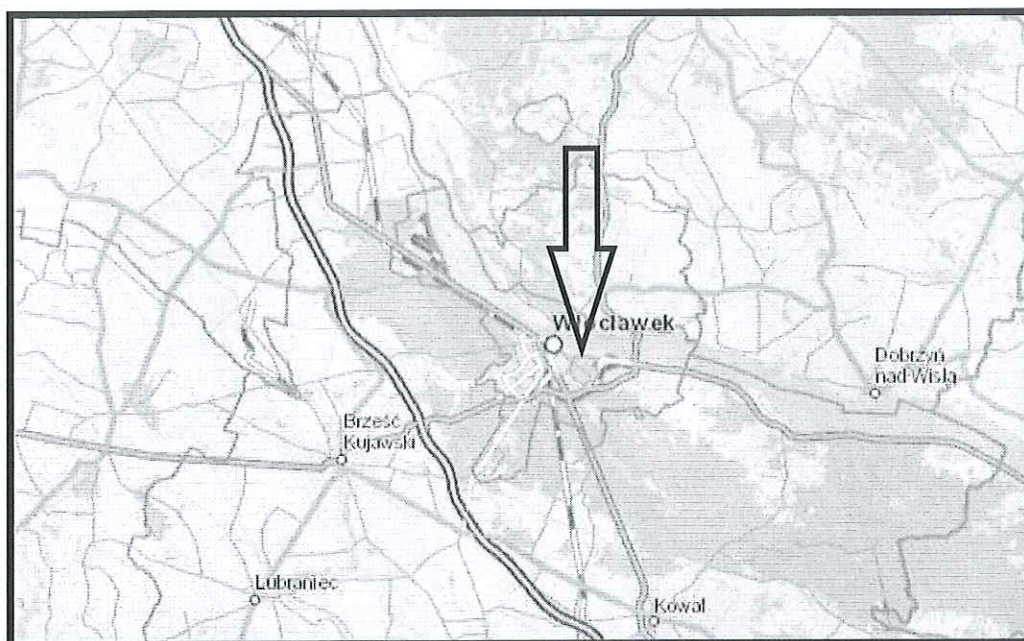 Włocławek
Dobrzyń
nad Wisłą
Brześć
Kujawski
Lubraniec
Kowal